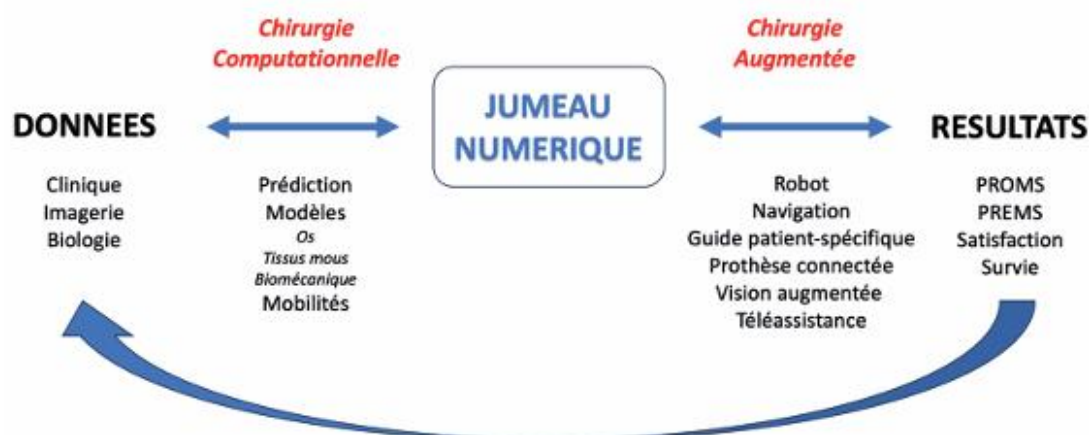 Chirurgie
Computationnelle
Chirurgie
Augmentée
JUMEAU
NUMERIQUE
DONNEES
RESULTATS
Clinique
Imagerie
Biologie
Prédiction
Modèles
Os
Tissus mous
Biomécanique
Mobilités
Robot
Navigation
Guide patient-spécifique
Prothèse connectée
Vision augmentée
Téléassistance
PROMS
PREMS
Satisfaction
Survie